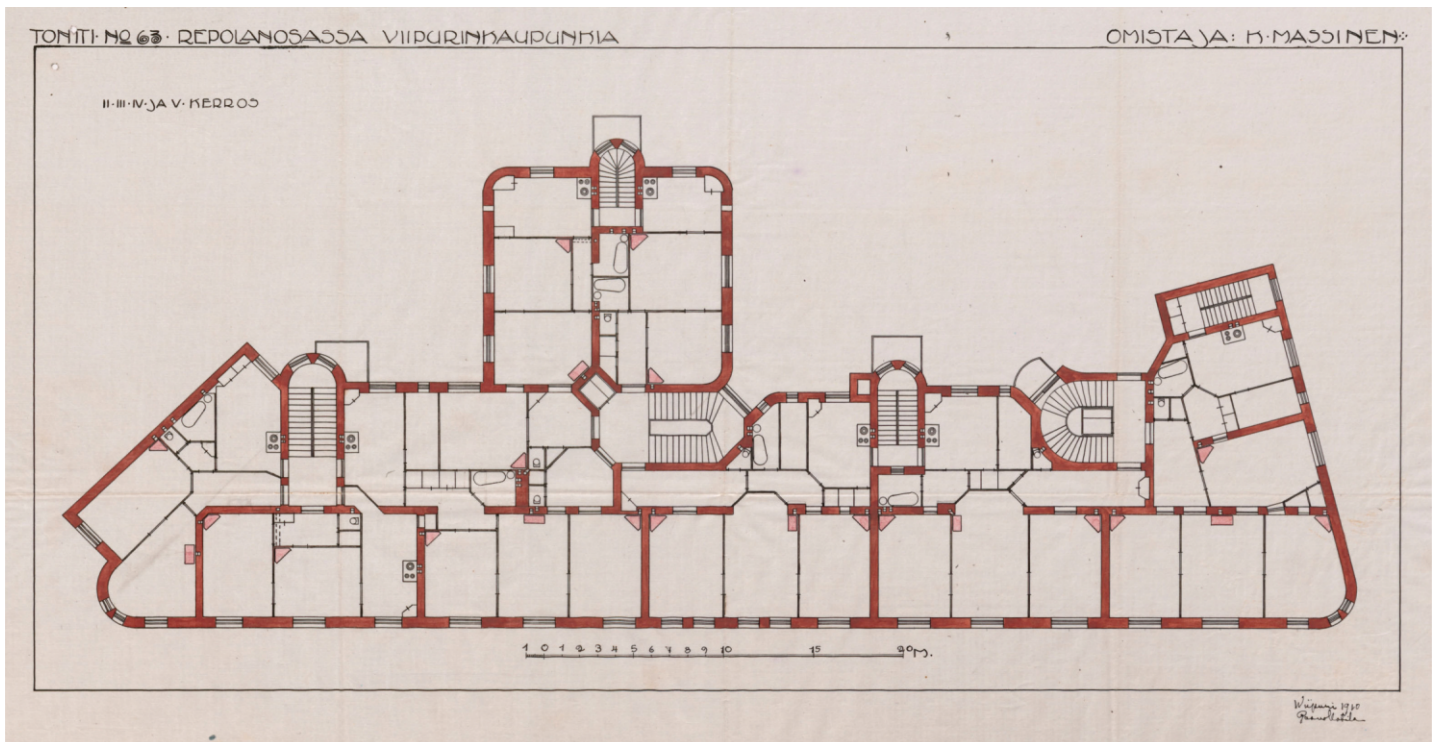 TONTTI· No 63· REPOLANOSASSA VIIPURINKAUPUNKIA
OMISTAJA: K·MASSINEN
II·III·IV·JA V· KERROS
1 0 1 2 3 4 5 6 7 8 9 10 15 20 M.
1910